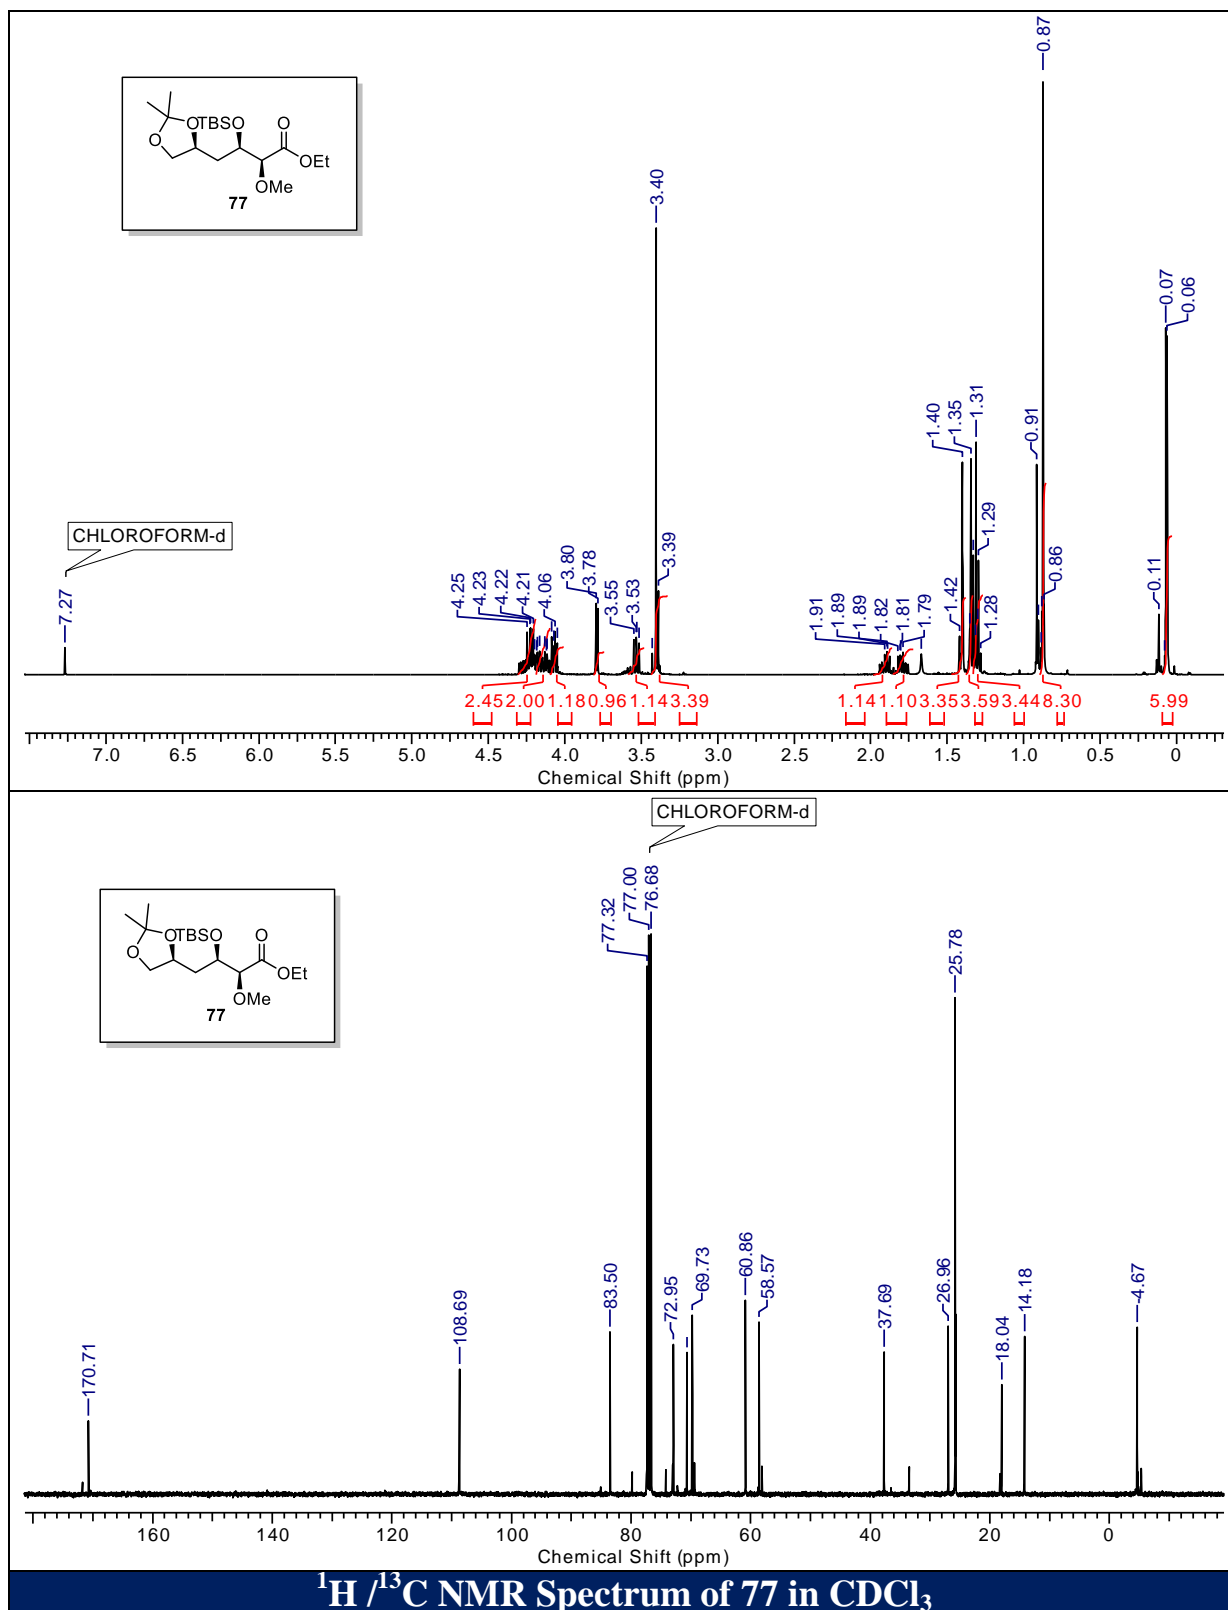 0.87
TBSO
O
O
O
OEt
OMe
77
3.40
0.07
0.06
1.40
1.35
1.31
0.91
1.29
0.86
CHLOROFORM-d
7.27
4.25
4.23
4.22
4.21
4.06
3.80
3.78
3.55
3.53
3.39
1.91
1.89
1.89
1.82
1.81
1.79
1.42
1.28
0.11
2.45 2.00 1.18 0.96 1.14 3.39 1.14 1.10 3.35 3.59 3.44 8.30 5.99
7.0 6.5 6.0 5.5 5.0 4.5 4.0 3.5 3.0 2.5 2.0 1.5 1.0 0.5 0
Chemical Shift (ppm)
CHLOROFORM-d
77.32
77.00
76.68
TBSO
O
O
O
OEt
OMe
77
25.78
170.71
108.69
83.50
72.95
69.73
60.86
58.57
37.69
26.96
18.04
14.18
-4.67
160 140 120 100 80 60 40 20 0
Chemical Shift (ppm)
¹H /¹³C NMR Spectrum of 77 in CDCl₃